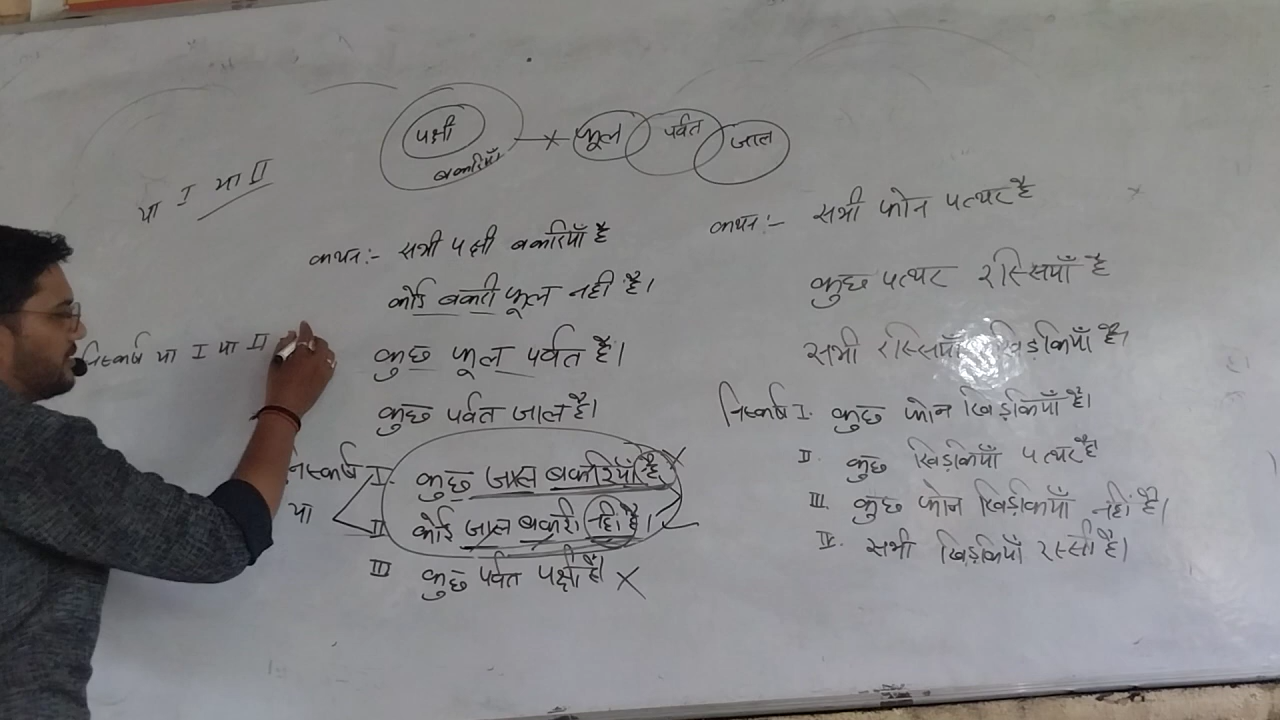 पक्षी
बकरियाँ
फूल
पर्वत
जाल
या I या II
कथन:- सभी पक्षी बकरियाँ है
कोई बकरी फूल नही है।
कुछ फूल पर्वत है।
कुछ पर्वत जाल है।
निष्कर्ष I. कुछ जाल बकरियाँ है
या
II कोई जाल बकरी नहीं है।
III कुछ पर्वत पक्षी है।
निष्कर्ष या I या II
कथन:- सभी फोन पत्थर है
कुछ पत्थर रस्सियाँ है
सभी रस्सियाँ खिड़कियाँ है।
निष्कर्ष I. कुछ फोन खिड़कियाँ है।
II. कुछ खिड़कियाँ पत्थर है
III. कुछ फोन खिड़कियाँ नहीं है।
IV. सभी खिड़कियाँ रस्सी है।